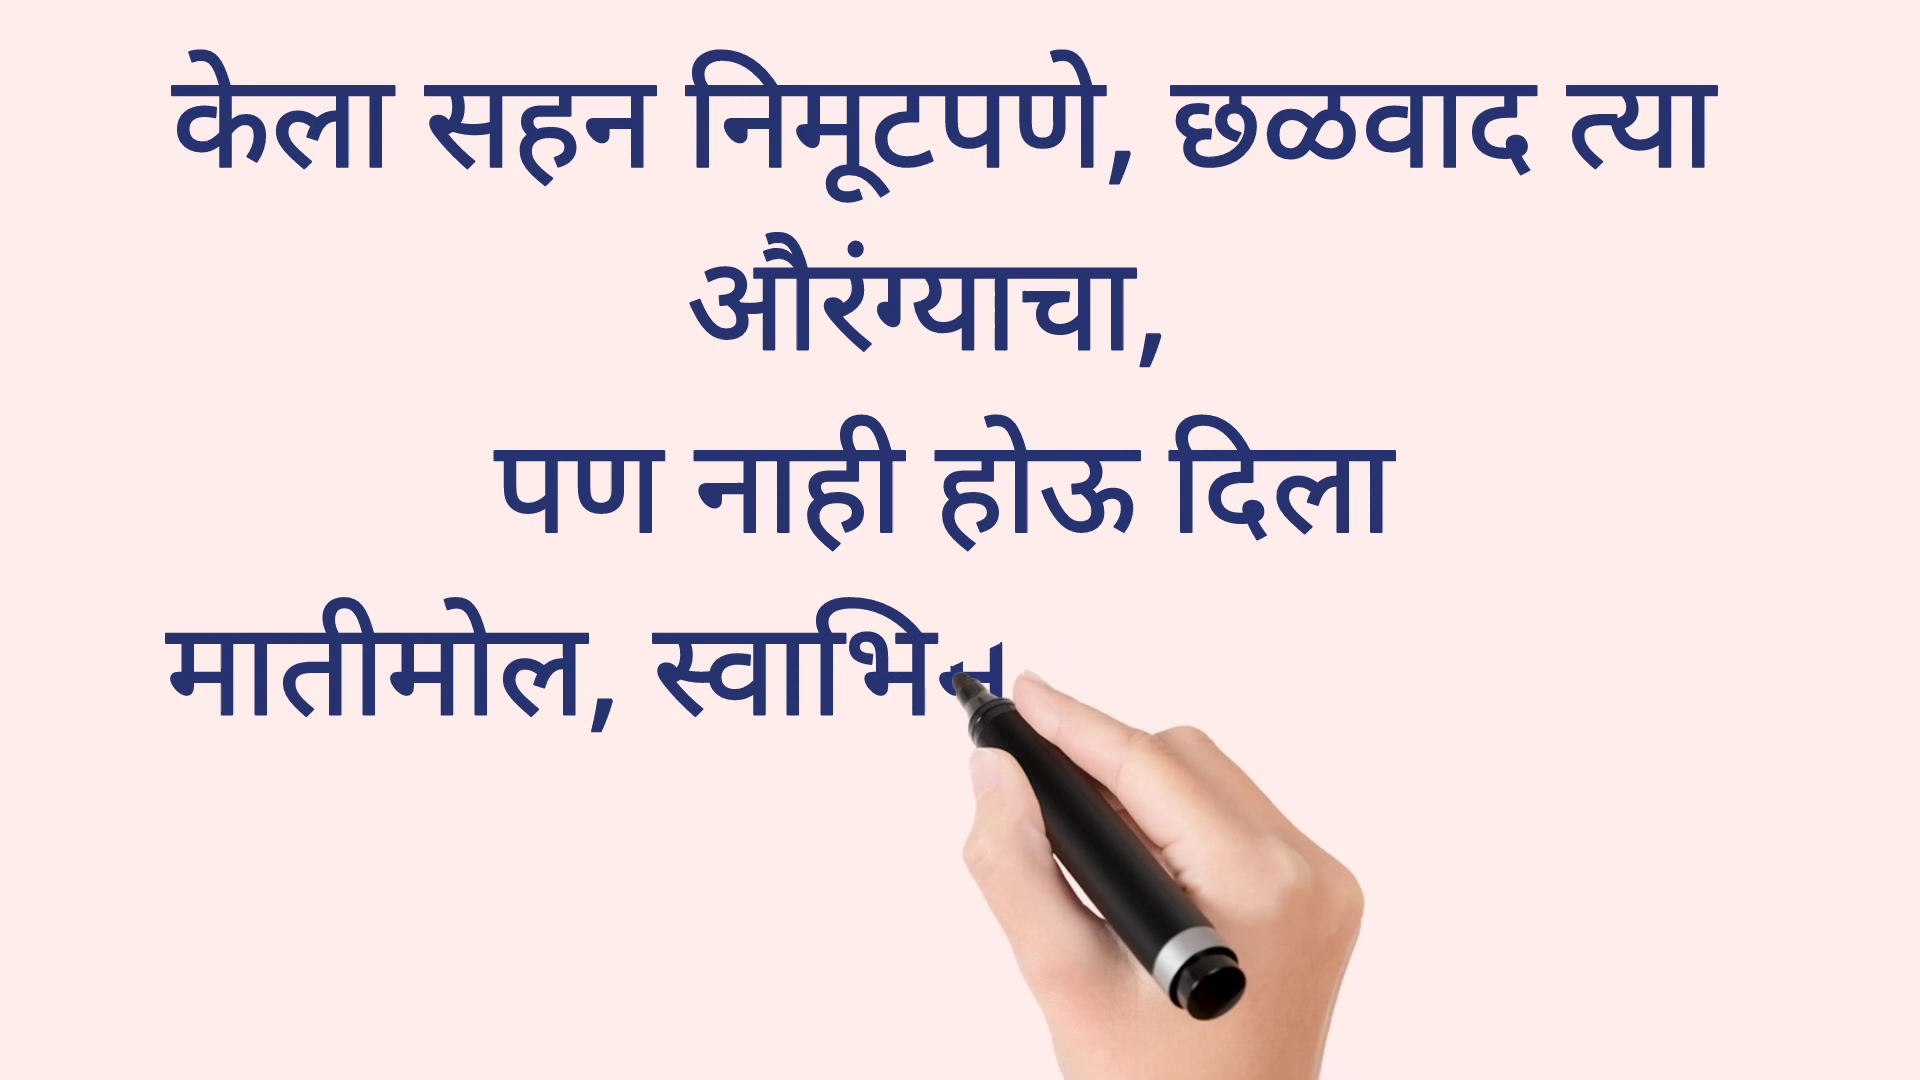 केला सहन निमूटपणे, छळवाद त्या
औरंग्याचा,
पण नाही होऊ दिला
मातीमोल,